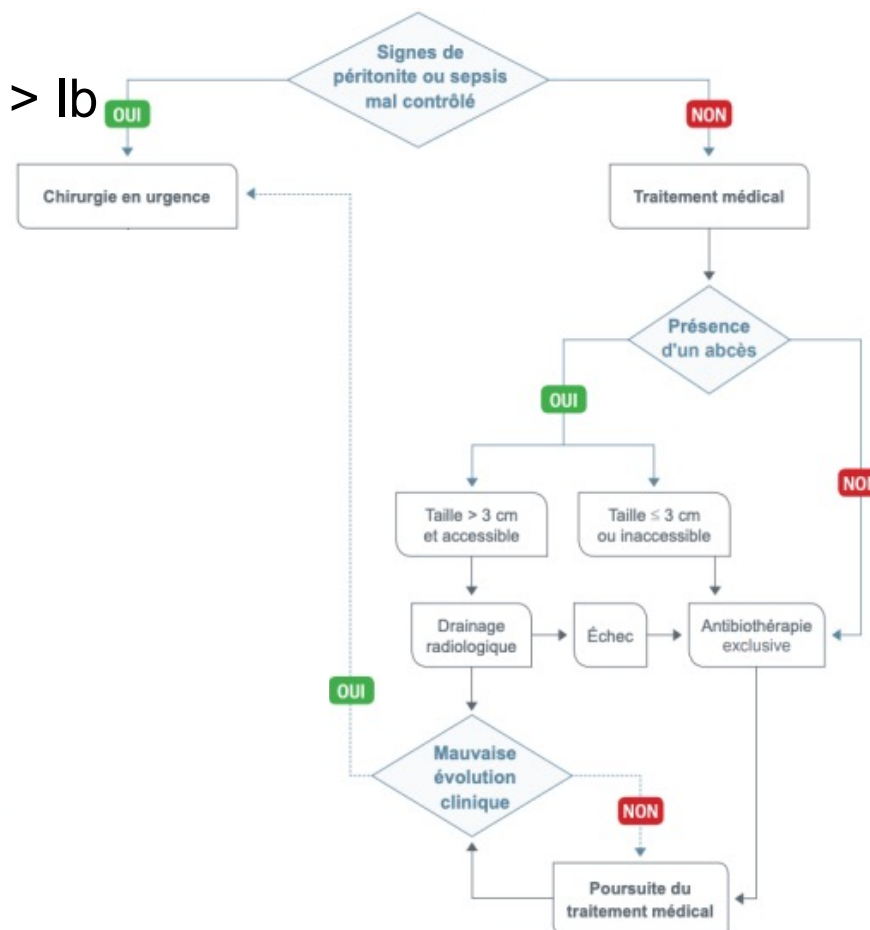 Signes de
péritonite ou sepsis
mal contrôlé
> Ib
OUI
NON
Chirurgie en urgence
Traitement médical
Présence
d'un abcès
OUI
NON
Taille > 3 cm
et accessible
Taille ≤ 3 cm
ou inaccessible
Drainage
radiologique
Échec
Antibiothérapie
exclusive
OUI
Mauvaise
évolution
clinique
NON
Poursuite du
traitement médical